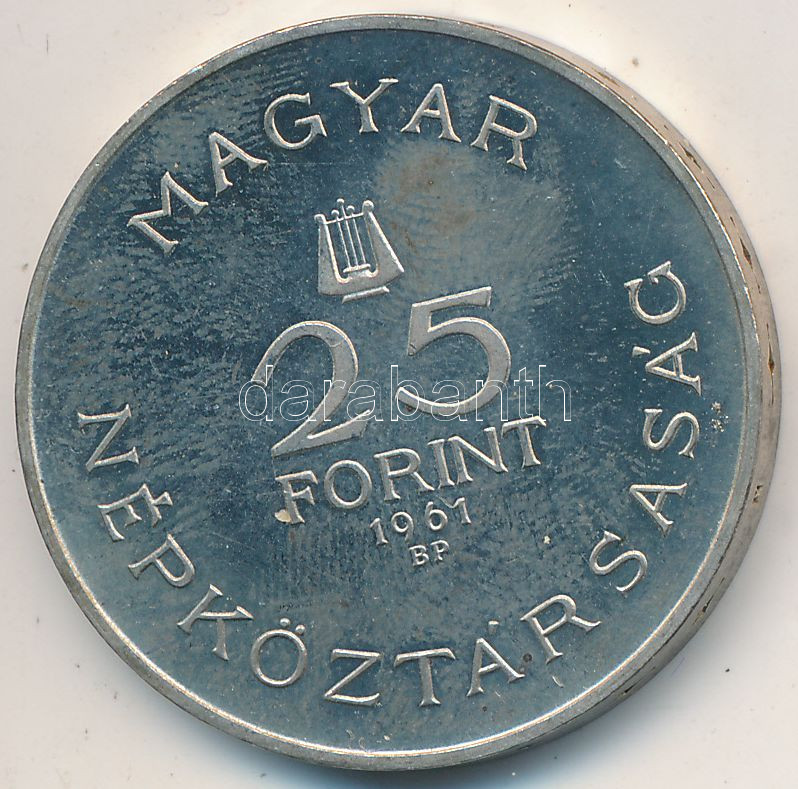 MAGYAR
25
FORINT
1961
BP
NÉPKÖZTÁRSASÁG
darabanth